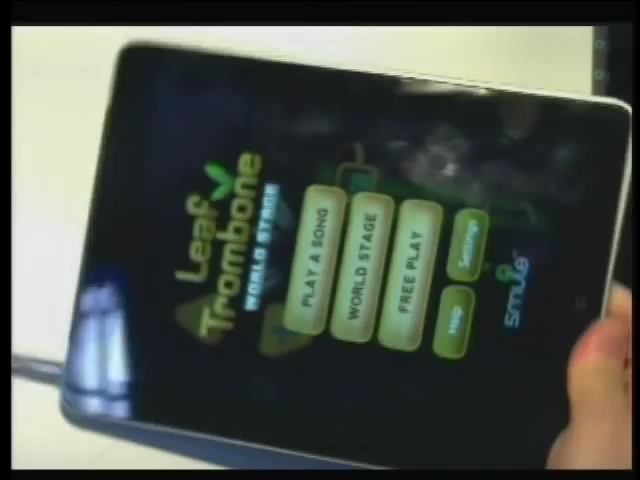 Leaf
Trombone
WORLD STAGE
PLAY A SONG
WORLD STAGE
FREE PLAY
Help
Settings
smule